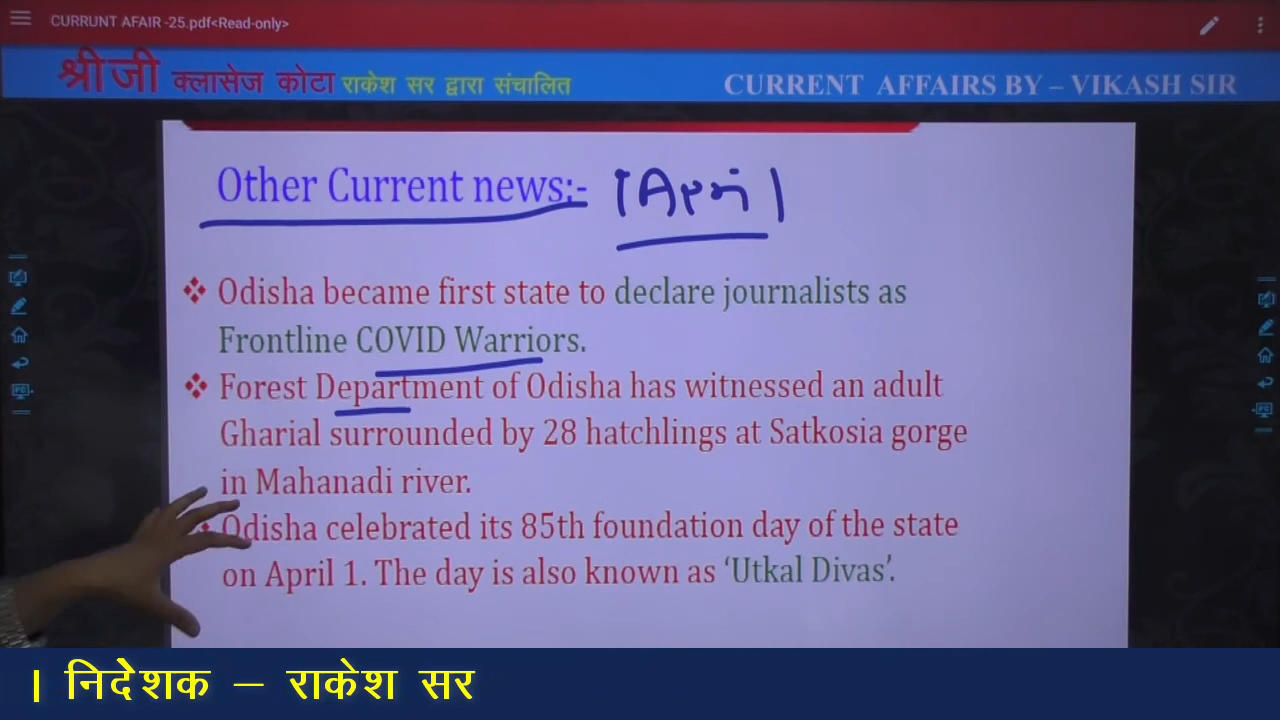 CURRUNT AFAIR -25.pdf<Read-only>
श्रीजी क्लासेज कोटा राकेश सर द्वारा संचालित
CURRENT AFFAIRS BY – VIKASH SIR
Other Current news:- |April|
❖ Odisha became first state to declare journalists as
Frontline COVID Warriors.
❖ Forest Department of Odisha has witnessed an adult
Gharial surrounded by 28 hatchlings at Satkosia gorge
in Mahanadi river.
Odisha celebrated its 85th foundation day of the state
on April 1. The day is also known as ‘Utkal Divas’.
। निदेशक – राकेश सर